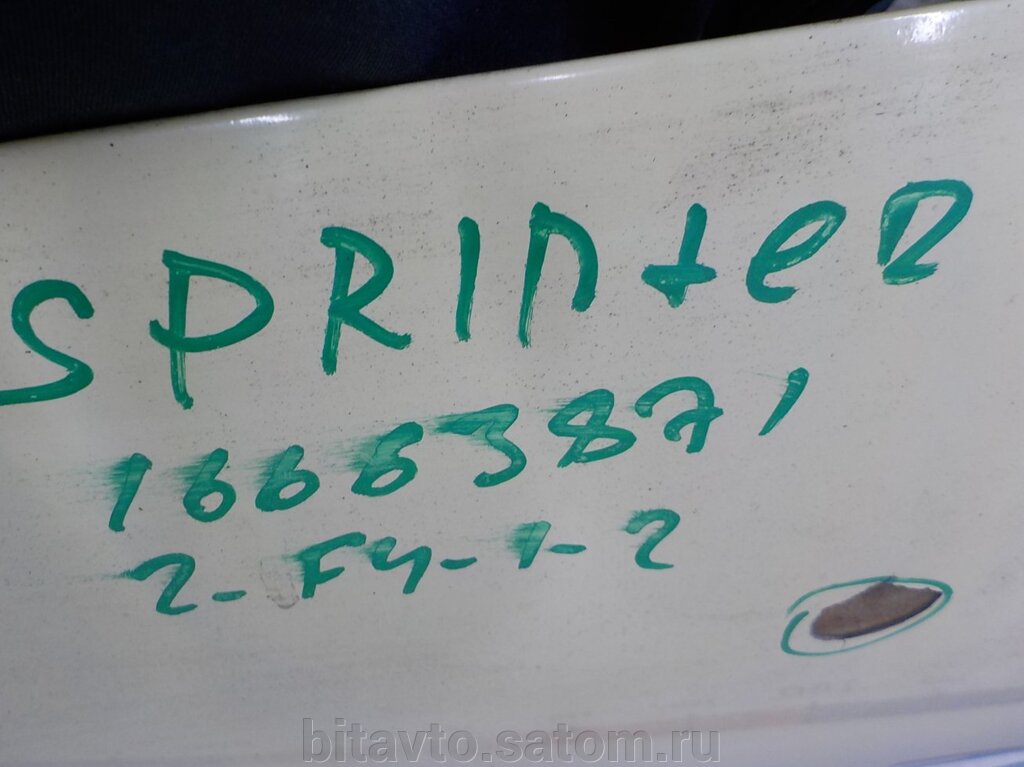 SPRINteR
16663871
2-F4-1-2
bitavto.satom.ru